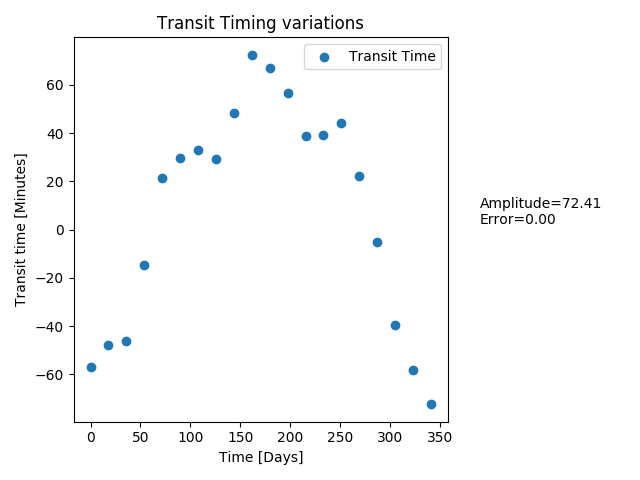 Transit Timing variations
Transit Time
60
40
20
0
−20
−40
−60
Transit time [Minutes]
0 50 100 150 200 250 300 350
Time [Days]
Amplitude=72.41
Error=0.00